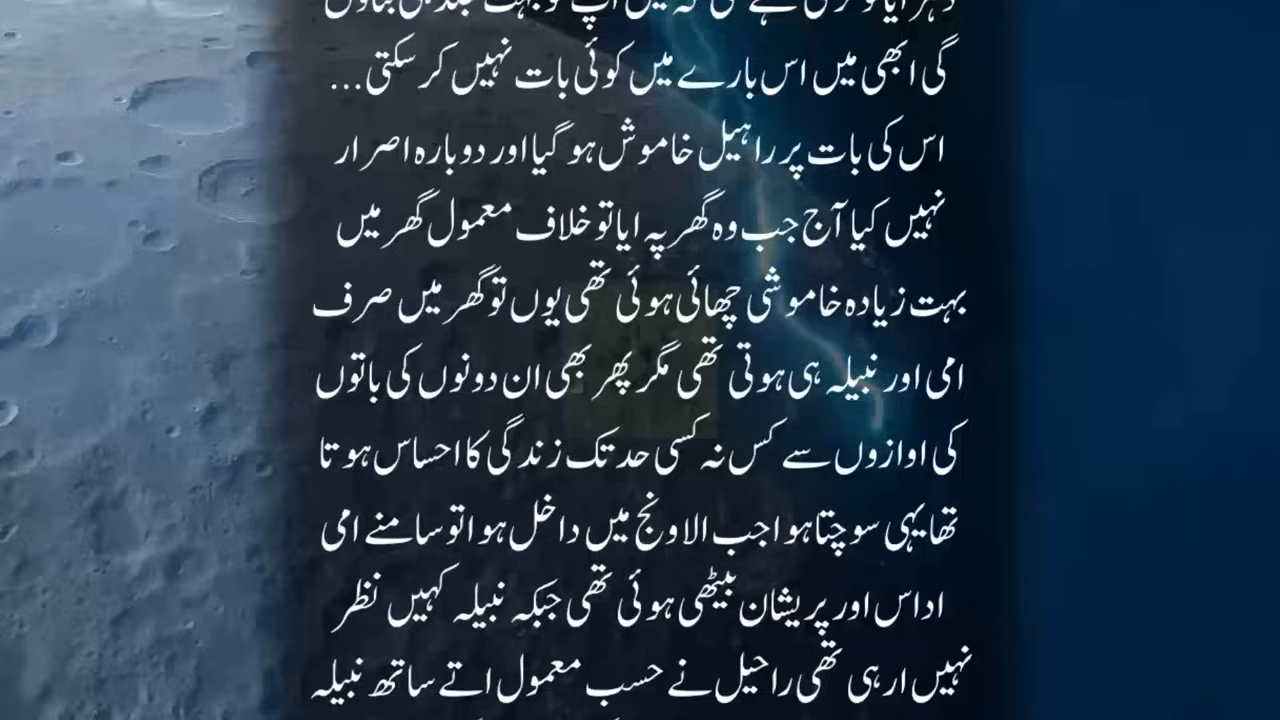 گی ابھی میں اس بارے میں کوئی بات نہیں کر سکتی...
اس کی بات پر راہیل خاموش ہو گیا اور دوبارہ اصرار
نہیں کیا آج جب وہ گھر پہ ایا تو خلاف معمول گھر میں
بہت زیادہ خاموشی چھائی ہوئی تھی یوں تو گھر میں صرف
امی اور نبیلہ ہی ہوتی تھی مگر پھر بھی ان دونوں کی باتوں
کی اوازوں سے کس نہ کسی حد تک زندگی کا احساس ہوتا
تھا یہی سوچتا ہوا جب الاونج میں داخل ہوا تو سامنے امی
اداس اور پریشان بیٹھی ہوئی تھی جبکہ نبیلہ کہیں نظر
نہیں ارہی تھی راحیل نے حسب معمول اتے ساتھ نبیلہ